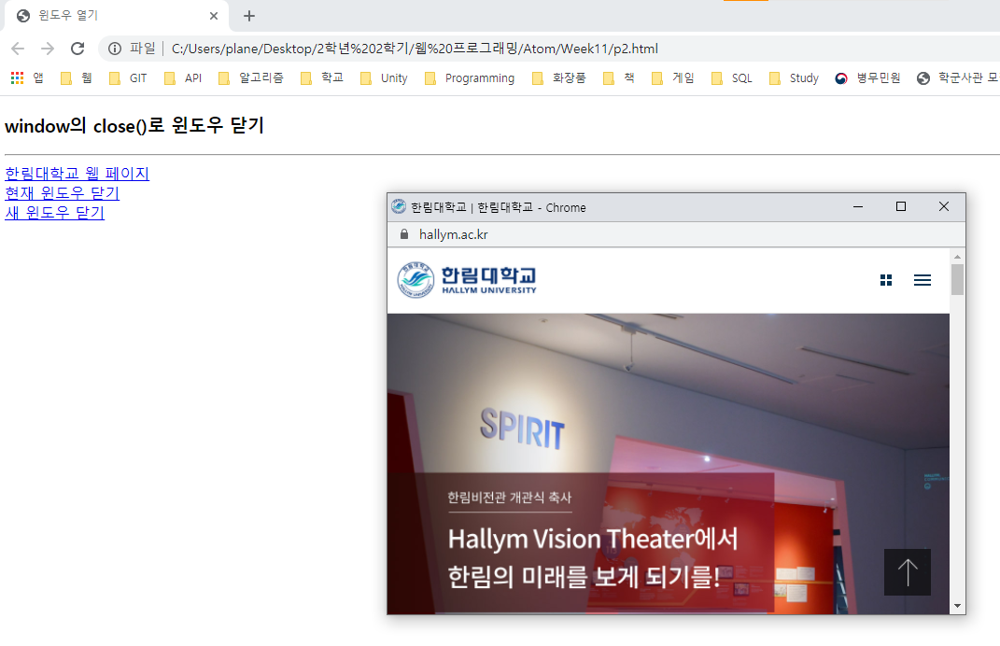 윈도우 열기
파일 C:/Users/plane/Desktop/2학년%202학기/웹%20프로그래밍/Atom/Week11/p2.html
앱 웹 GIT API 알고리즘 학교 Unity Programming 화장품 책 게임 SQL Study 병무민원 학군사관 모
window의 close()로 윈도우 닫기
한림대학교 웹 페이지
현재 윈도우 닫기
새 윈도우 닫기
한림대학교 | 한림대학교 - Chrome
hallym.ac.kr
한림대학교
HALLYM UNIVERSITY
SPIRIT
한림비전관 개관식 축사
Hallym Vision Theater에서
한림의 미래를 보게 되기를!